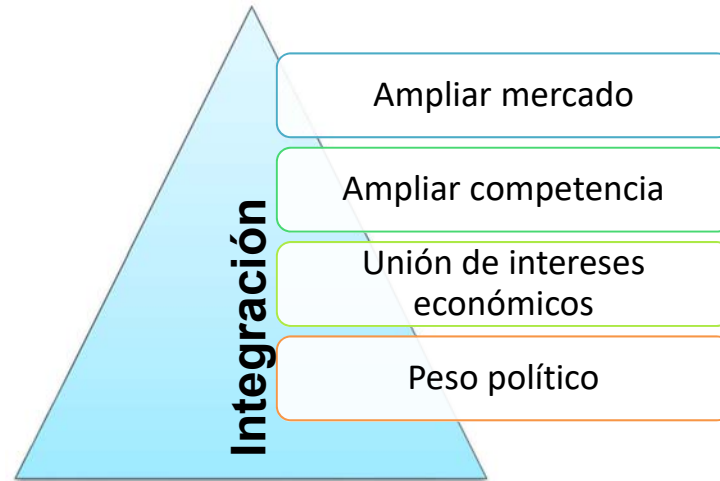 Ampliar mercado
Ampliar competencia
Unión de intereses
económicos
Peso político
Integración